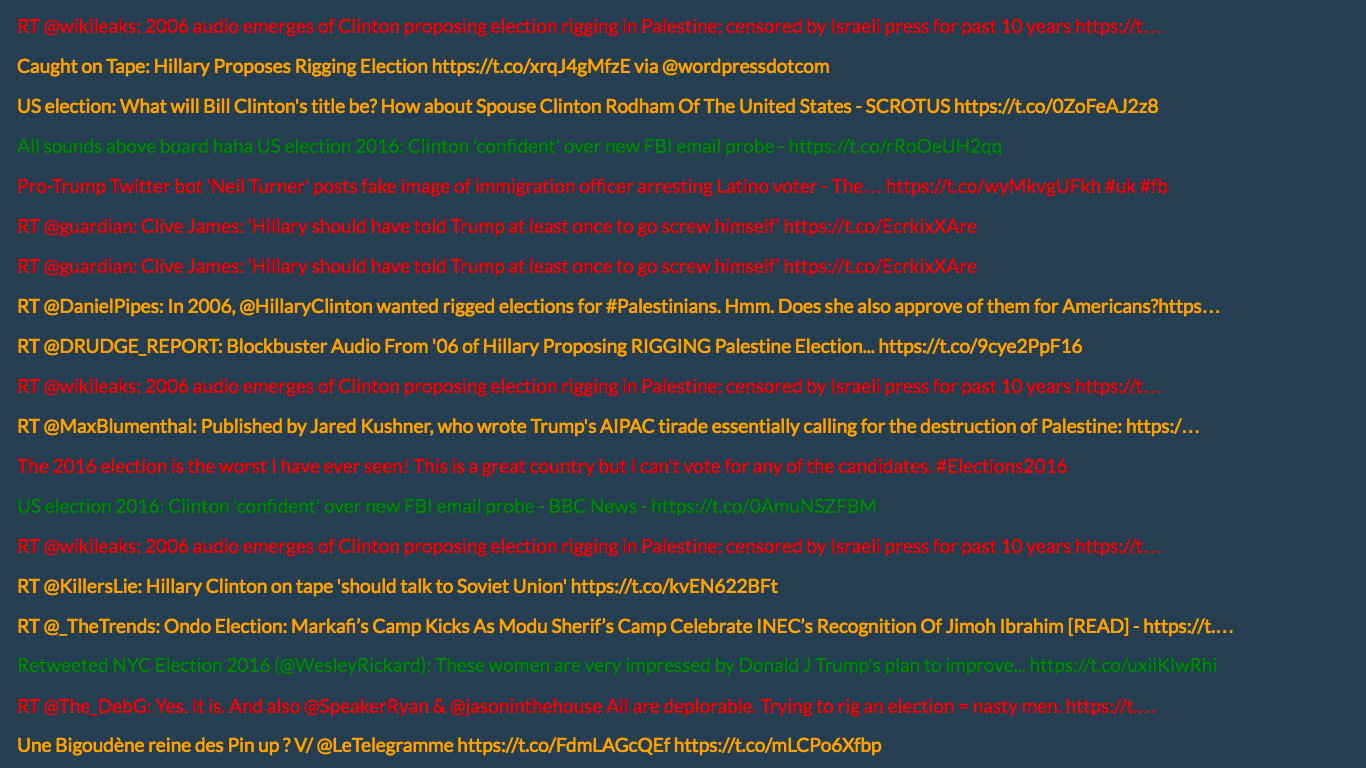 RT @wikileaks: 2006 audio emerges of Clinton proposing election rigging in Palestine; censored by Israeli press for past 10 years https://t…
Caught on Tape: Hillary Proposes Rigging Election https://t.co/xrqJ4gMfzE via @wordpressdotcom
US election: What will Bill Clinton's title be? How about Spouse Clinton Rodham Of The United States - SCROTUS https://t.co/0ZoFeAJ2z8
All sounds above board haha US election 2016: Clinton 'confident' over new FBI email probe - https://t.co/rRoOeUH2qq
Pro-Trump Twitter bot 'Neil Turner' posts fake image of immigration officer arresting Latino voter - The… https://t.co/wyMkvgUFkh #uk #fb
RT @guardian: Clive James: ‘Hillary should have told Trump at least once to go screw himself’ https://t.co/EcrkixXAre
RT @guardian: Clive James: ‘Hillary should have told Trump at least once to go screw himself’ https://t.co/EcrkixXAre
RT @DanielPipes: In 2006, @HillaryClinton wanted rigged elections for #Palestinians. Hmm. Does she also approve of them for Americans?https…
RT @DRUDGE_REPORT: Blockbuster Audio From '06 of Hillary Proposing RIGGING Palestine Election... https://t.co/9cye2PpF16
RT @wikileaks: 2006 audio emerges of Clinton proposing election rigging in Palestine; censored by Israeli press for past 10 years https://t…
RT @MaxBlumenthal: Published by Jared Kushner, who wrote Trump's AIPAC tirade essentially calling for the destruction of Palestine: https:/…
The 2016 election is the worst I have ever seen! This is a great country but I can't vote for any of the candidates. #Elections2016
US election 2016: Clinton 'confident' over new FBI email probe - BBC News - https://t.co/0AmuNSZFBM
RT @wikileaks: 2006 audio emerges of Clinton proposing election rigging in Palestine; censored by Israeli press for past 10 years https://t…
RT @KillersLie: Hillary Clinton on tape 'should talk to Soviet Union' https://t.co/kvEN622BFt
RT @_TheTrends: Ondo Election: Markafi’s Camp Kicks As Modu Sherif’s Camp Celebrate INEC’s Recognition Of Jimoh Ibrahim [READ] - https://t.…
Retweeted NYC Election 2016 (@WesleyRickard): These women are very impressed by Donald J Trump's plan to improve... https://t.co/uxiiKlwRhi
RT @The_DebG: Yes. It is. And also @SpeakerRyan & @jasoninthehouse All are deplorable. Trying to rig an election = nasty men. https://t.…
Une Bigoudène reine des Pin up ? V/ @LeTelegramme https://t.co/FdmLAGcQEf https://t.co/mLCPo6Xfbp